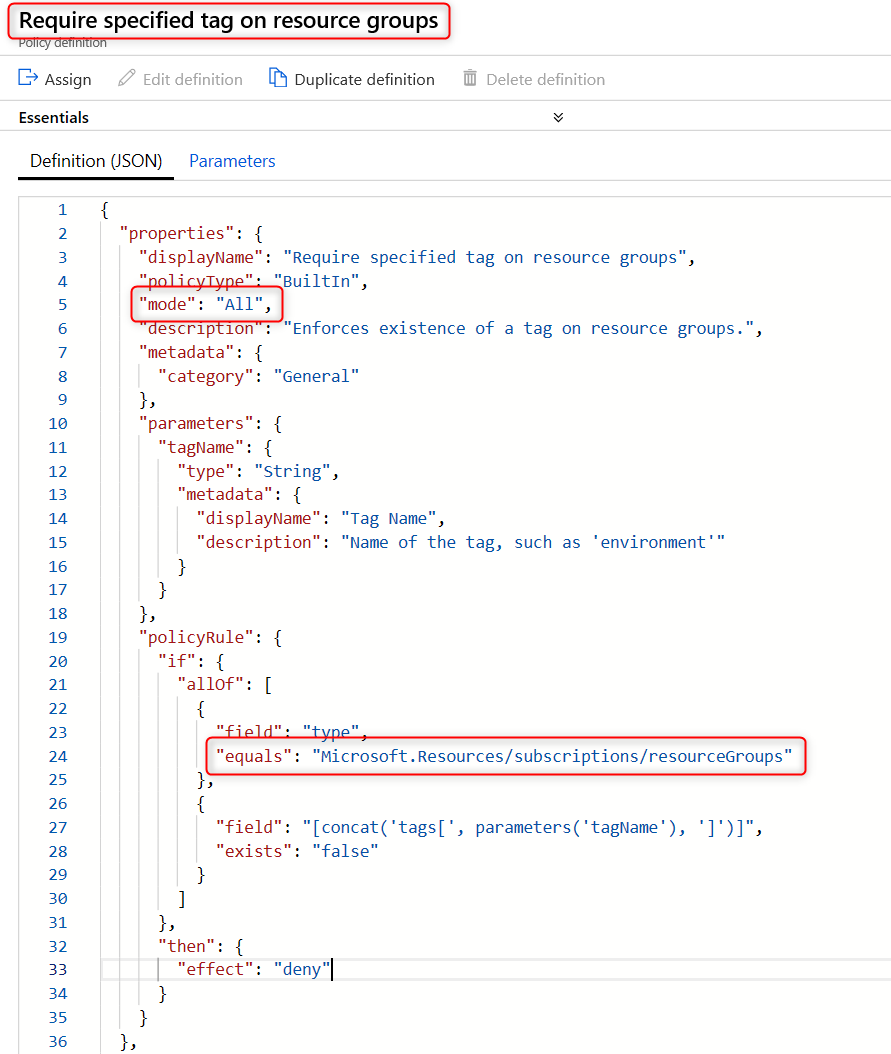 Require specified tag on resource groups
Policy definition
Assign Edit definition Duplicate definition Delete definition
Essentials
Definition (JSON) Parameters
1 {
2 "properties": {
3 "displayName": "Require specified tag on resource groups",
4 "policyType": "BuiltIn",
5 "mode": "All",
6 "description": "Enforces existence of a tag on resource groups.",
7 "metadata": {
8 "category": "General"
9 },
10 "parameters": {
11 "tagName": {
12 "type": "String",
13 "metadata": {
14 "displayName": "Tag Name",
15 "description": "Name of the tag, such as 'environment'"
16 }
17 }
18 },
19 "policyRule": {
20 "if": {
21 "allOf": [
22 {
23 "field": "type",
24 "equals": "Microsoft.Resources/subscriptions/resourceGroups"
25 },
26 {
27 "field": "[concat('tags[', parameters('tagName'), ']')]",
28 "exists": "false"
29 }
30 ]
31 },
32 "then": {
33 "effect": "deny"
34 }
35 }
36 },